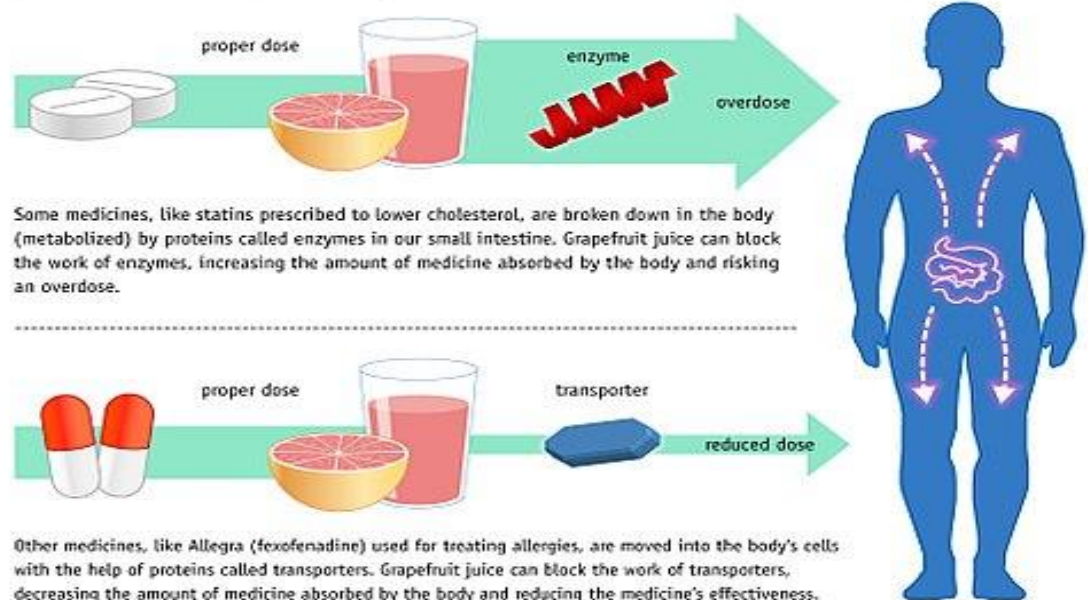 proper dose
enzyme
overdose
Some medicines, like statins prescribed to lower cholesterol, are broken down in the body
(metabolized) by proteins called enzymes in our small intestine. Grapefruit juice can block
the work of enzymes, increasing the amount of medicine absorbed by the body and risking
an overdose.
proper dose
transporter
reduced dose
Other medicines, like Allegra (fexofenadine) used for treating allergies, are moved into the body's cells
with the help of proteins called transporters. Grapefruit juice can block the work of transporters,
decreasing the amount of medicine absorbed by the body and reducing the medicine's effectiveness.